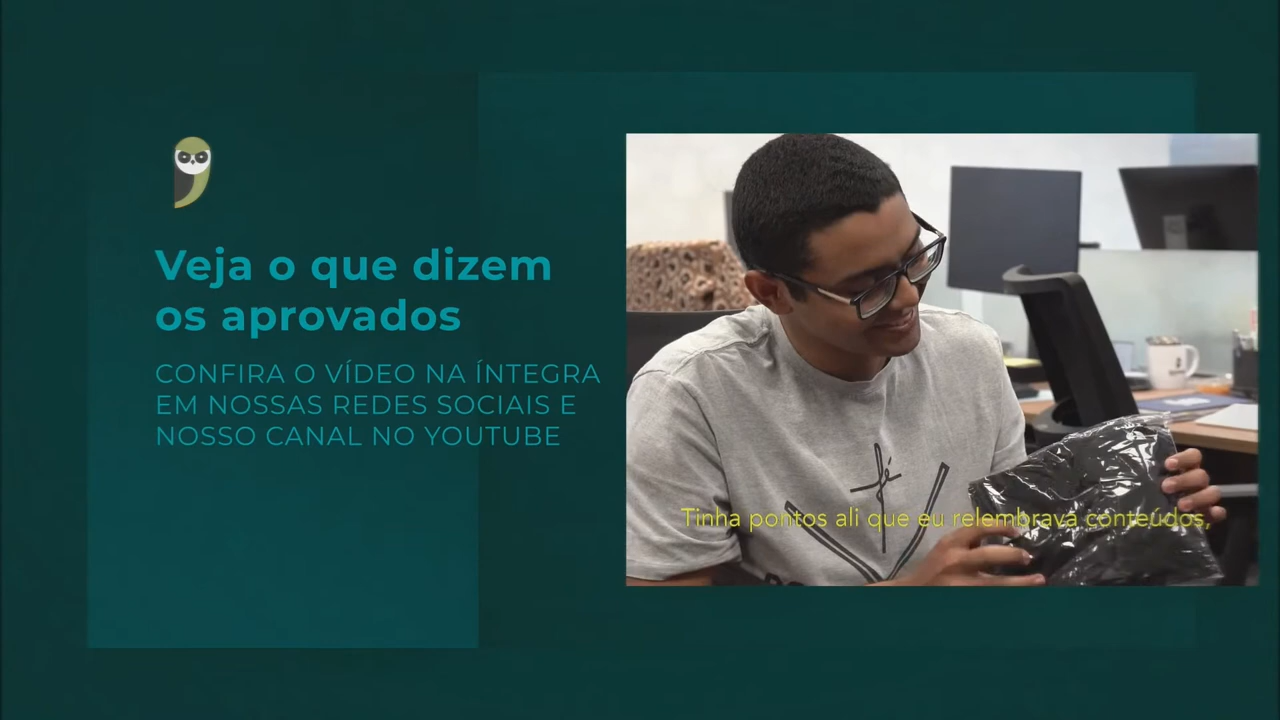 Veja o que dizem
os aprovados
CONFIRA O VÍDEO NA ÍNTEGRA
EM NOSSAS REDES SOCIAIS E
NOSSO CANAL NO YOUTUBE
fé
Tinha pontos ali que eu relembrava conteúdos,